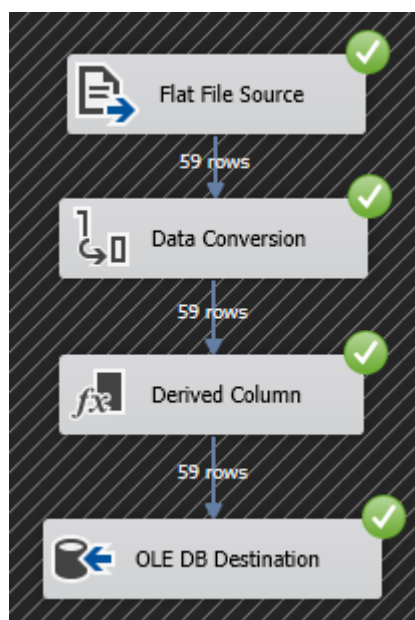 Flat File Source
59 rows
Data Conversion
59 rows
Derived Column
59 rows
OLE DB Destination